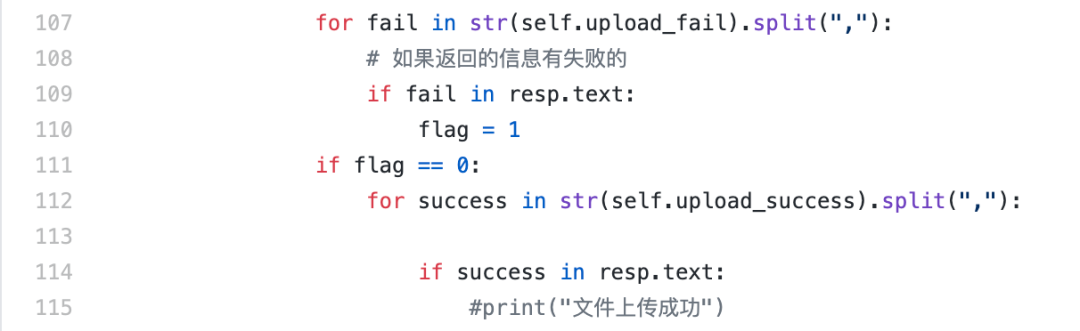 107 for fail in str(self.upload_fail).split(","):
108 # 如果返回的信息有失败的
109 if fail in resp.text:
110 flag = 1
111 if flag == 0:
112 for success in str(self.upload_success).split(","):
113
114 if success in resp.text:
115 #print("文件上传成功")